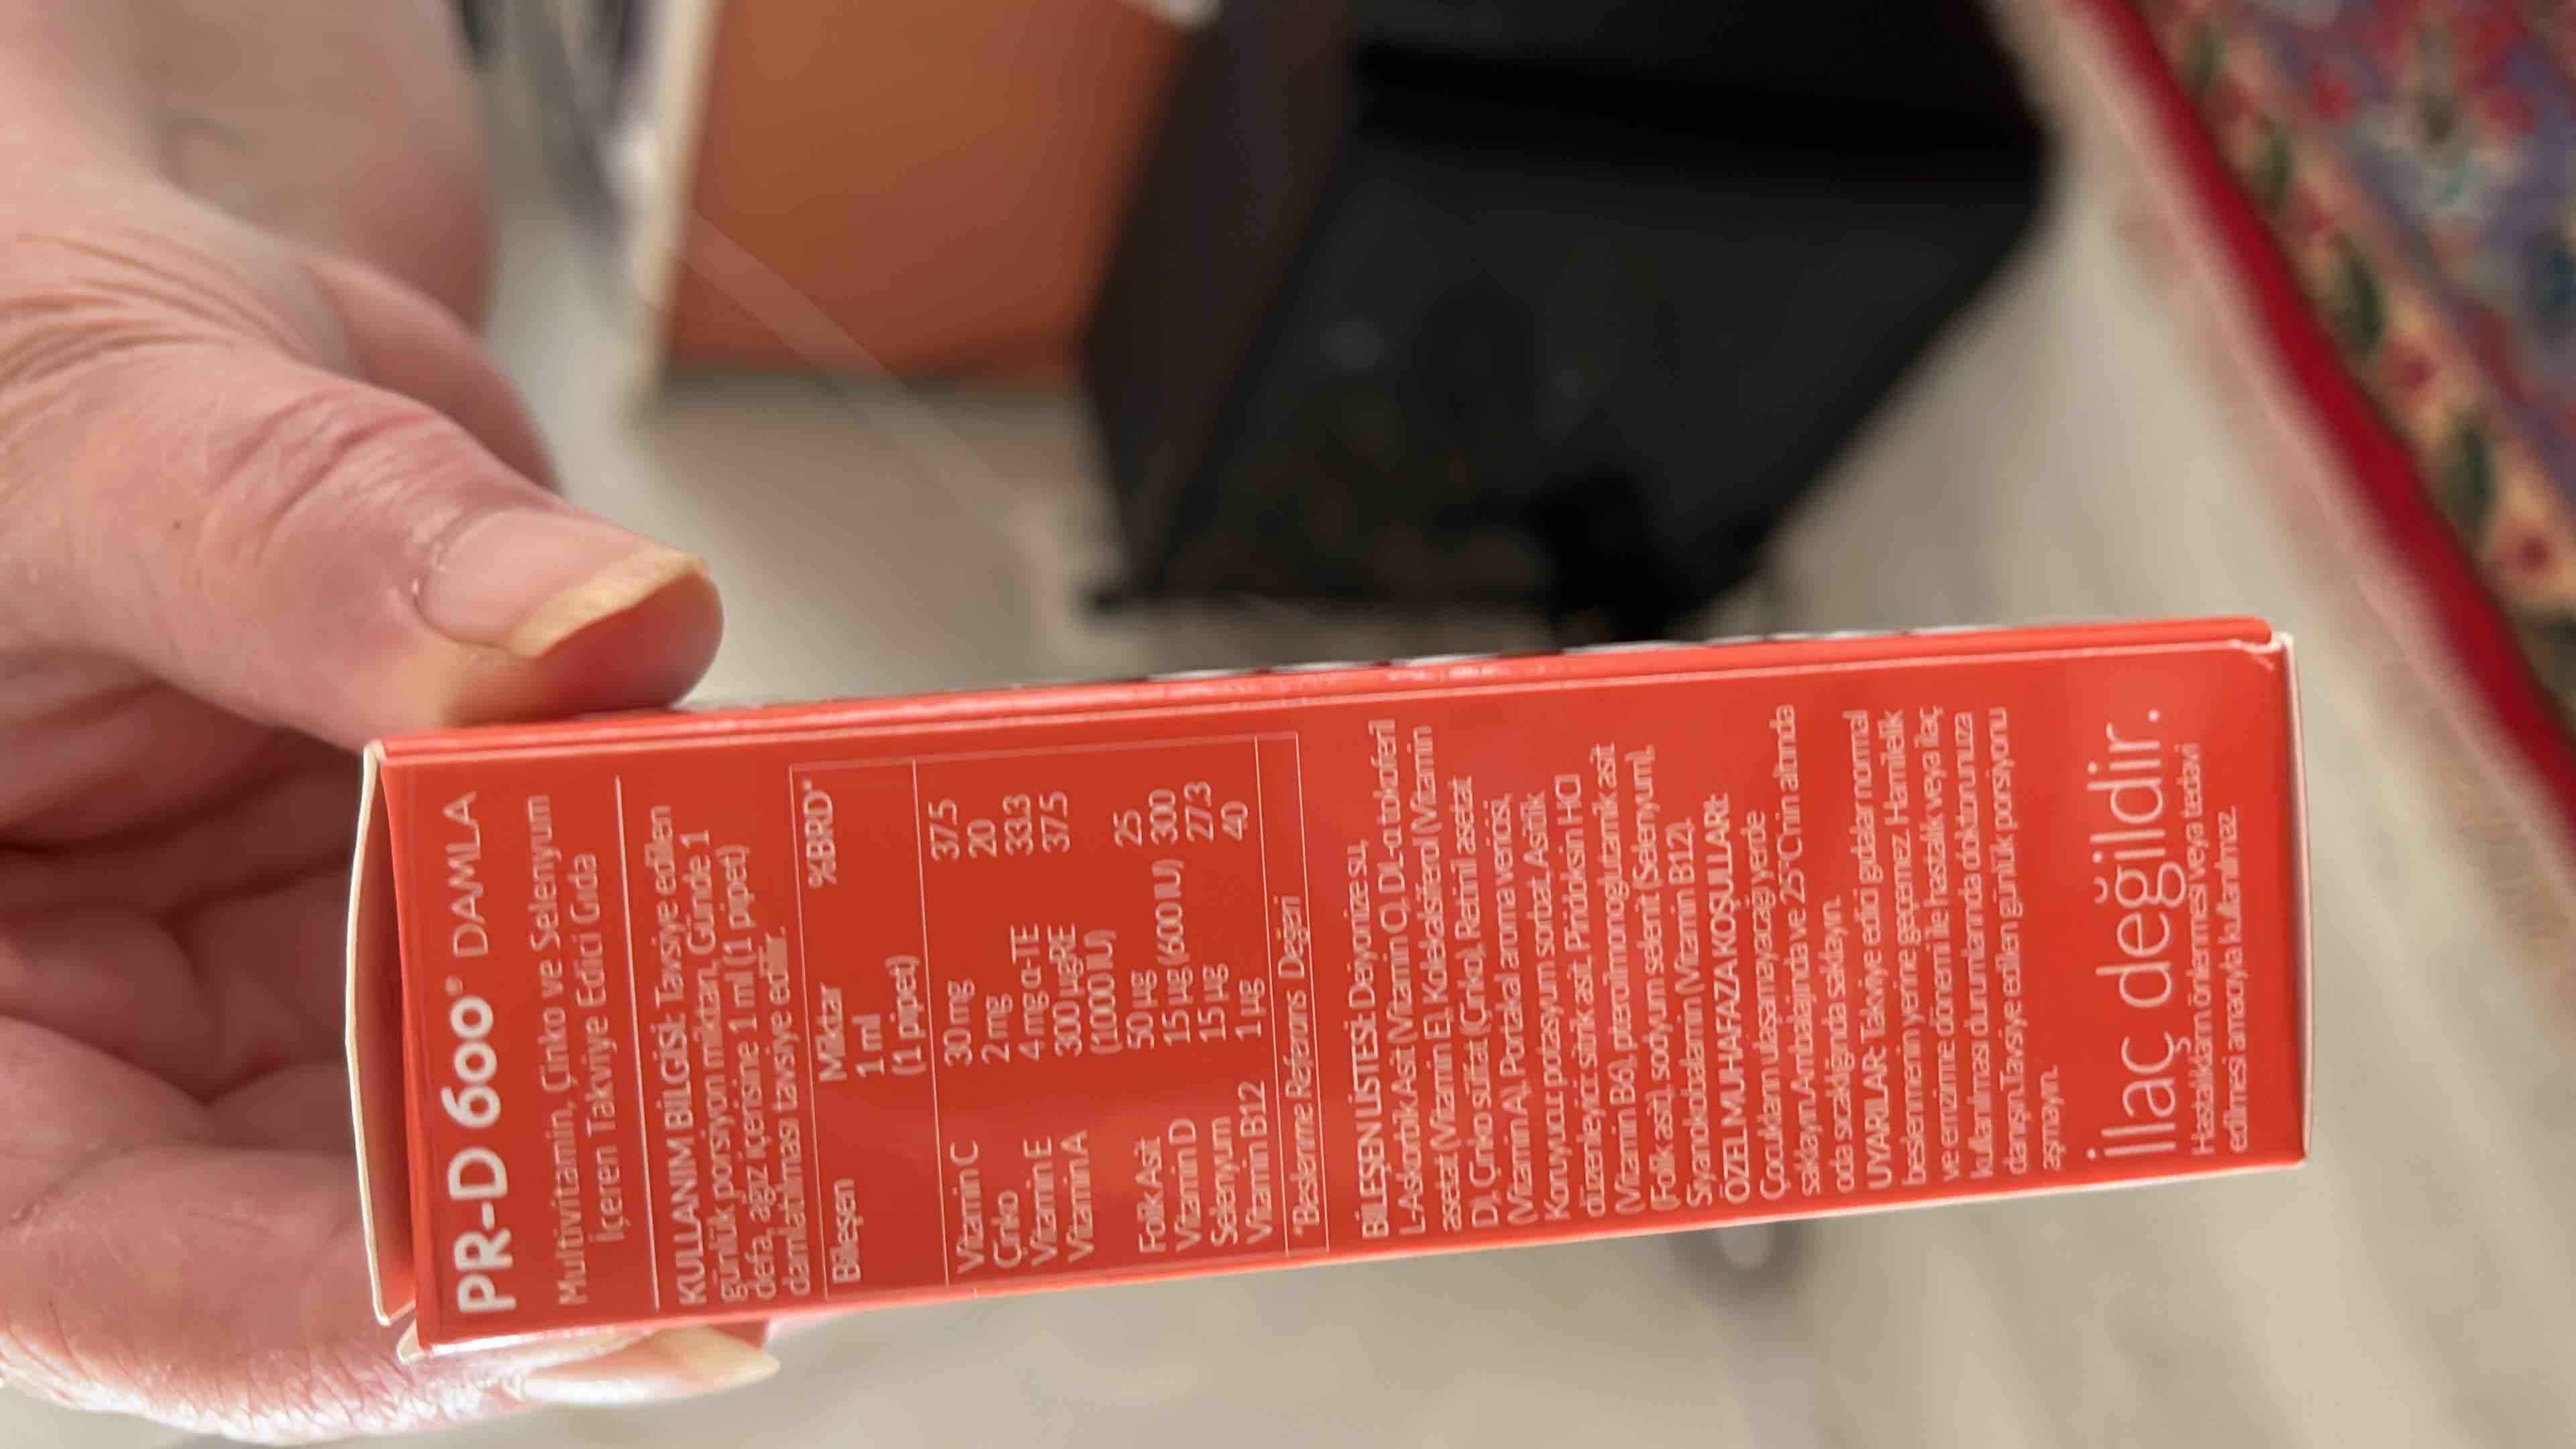 PR-D 600® DAMLA
Multivitamin, Çinko ve Selenyum
İçeren Takviye Edici Gıda
KULLANIM BİLGİSİ: Tavsiye edilen
günlük porsiyon miktarı, Günde 1
defa, ağız içerisine 1 ml (1 pipet)
damlatılması tavsiye edilir.
Bileşen Miktar %BRD*
1 ml
(1 pipet)
Vitamin C 30 mg 37.5
Çinko 2 mg 20
Vitamin E 4 mg α-TE 33.3
Vitamin A 300 µgRE 37.5
(1000 IU)
Folik Asit 50 µg 25
Vitamin D 15 µg (600 IU) 300
Selenyum 15 µg 27.3
Vitamin B12 1 µg 40
*Beslenme Referans Değeri
BİLEŞEN LİSTESİ: Deiyonize su,
L-Askorbik Asit (Vitamin C), DL-α tokoferil
asetat (Vitamin E), Kolekalsiferol (Vitamin
D), Çinko sülfat (Çinko), Retinil asetat
(Vitamin A), Portakal aroma vericisi,
Koruyucu: potasyum sorbat, Asitlik
düzenleyici: sitrik asit, Pridoksin HCl
(Vitamin B6), pteroilmonoglutamik asit
(Folik asit), sodyum selenit (Selenyum),
Siyanokobalamin (Vitamin B12).
ÖZEL MUHAFAZA KOŞULLARI:
Çocukların ulaşamayacağı yerde
saklayın. Ambalajında ve 25°C'nin altında
oda sıcaklığında saklayın.
UYARILAR: Takviye edici gıdalar normal
beslenmenin yerine geçemez. Hamilelik
ve emzirme dönemi ile hastalık veya ilaç
kullanılması durumlarında doktorunuza
danışın. Tavsiye edilen günlük porsiyonu
aşmayın.
İlaç değildir.
Hastalıkların önlenmesi veya tedavi
edilmesi amacıyla kullanılmaz.